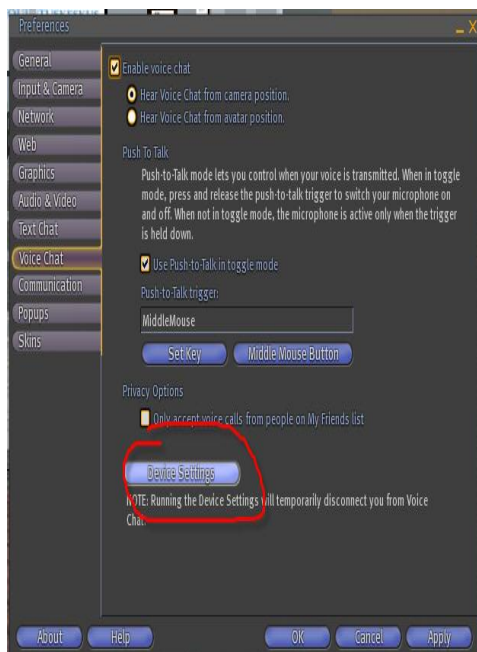 Preferences
General
Input & Camera
Network
Web
Graphics
Audio & Video
Text Chat
Voice Chat
Communication
Popups
Skins
Enable voice chat
Hear Voice Chat from camera position.
Hear Voice Chat from avatar position.
Push To Talk
Push-to-Talk mode lets you control when your voice is transmitted. When in toggle
mode, press and release the push-to-talk trigger to switch your microphone on
and off. When not in toggle mode, the microphone is active only when the trigger
is held down.
Use Push-to-Talk in toggle mode
Push-to-Talk trigger:
MiddleMouse
Set Key Middle Mouse Button
Privacy Options
Only accept voice calls from people on My Friends list
Device Settings
NOTE: Running the Device Settings will temporarily disconnect you from Voice
Chat.
About Help OK Cancel Apply